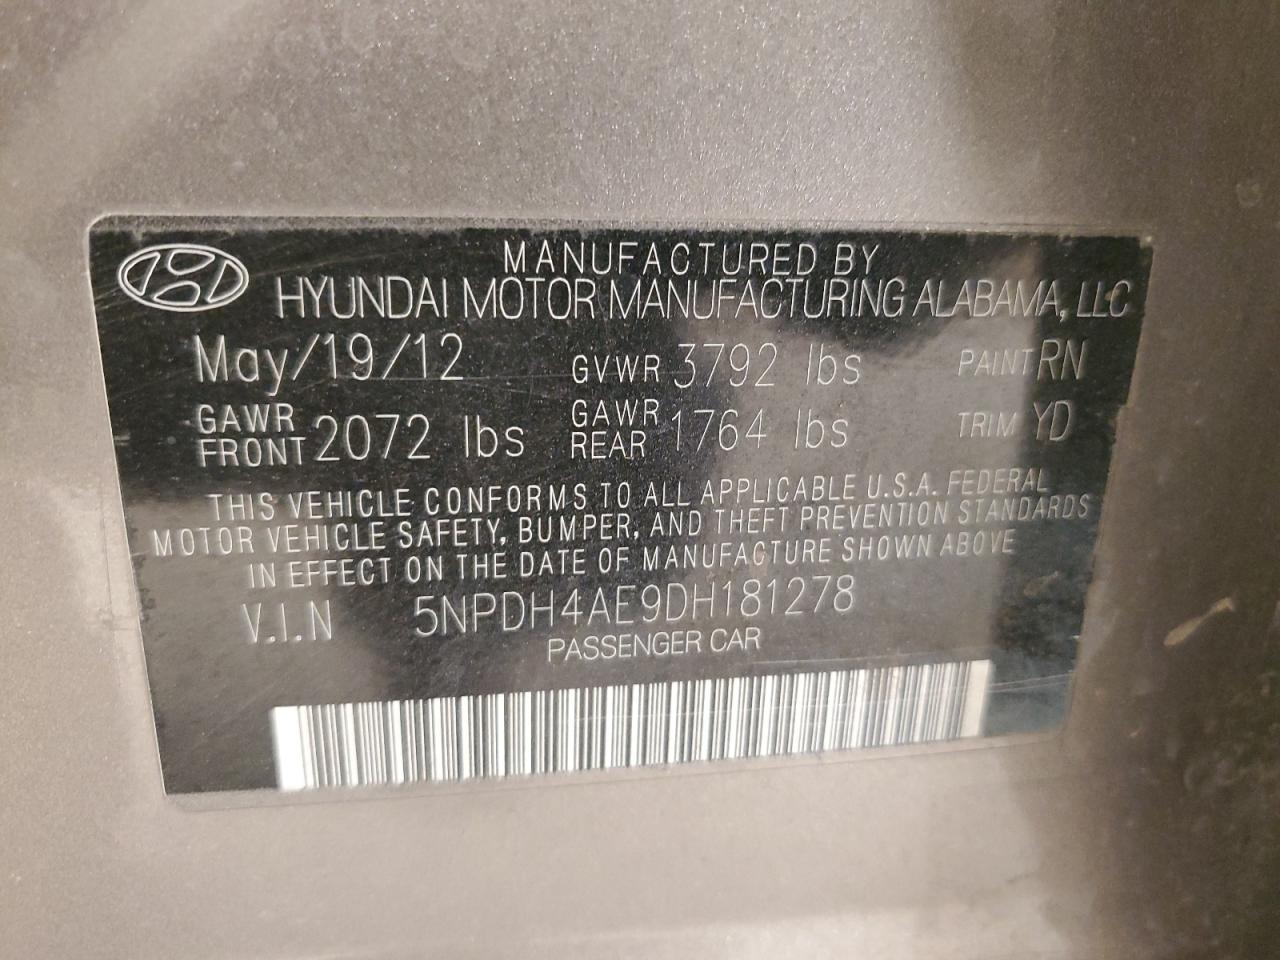 MANUFACTURED BY
HYUNDAI MOTOR MANUFACTURING ALABAMA, LLC
May/19/12 GVWR 3792 lbs PAINT RN
GAWR FRONT 2072 lbs GAWR REAR 1764 lbs TRIM YD
THIS VEHICLE CONFORMS TO ALL APPLICABLE U.S.A. FEDERAL
MOTOR VEHICLE SAFETY, BUMPER, AND THEFT PREVENTION STANDARDS
IN EFFECT ON THE DATE OF MANUFACTURE SHOWN ABOVE
V.I.N 5NPDH4AE9DH181278
PASSENGER CAR